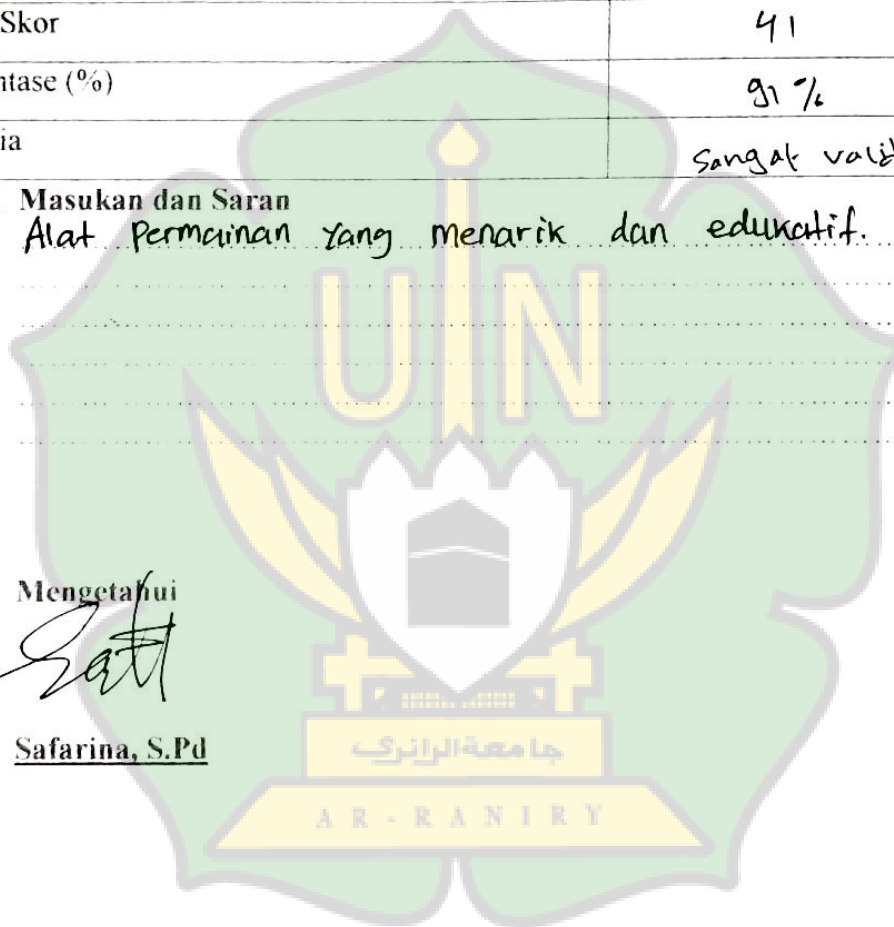 Skor 41
ntase (%) 91 %
ia Sangat valid
Masukan dan Saran
Alat Permainan yang menarik dan edukatif.
UIN
Mengetahui
Safarina, S.Pd
جامعة الرانري
AR-RANIRY